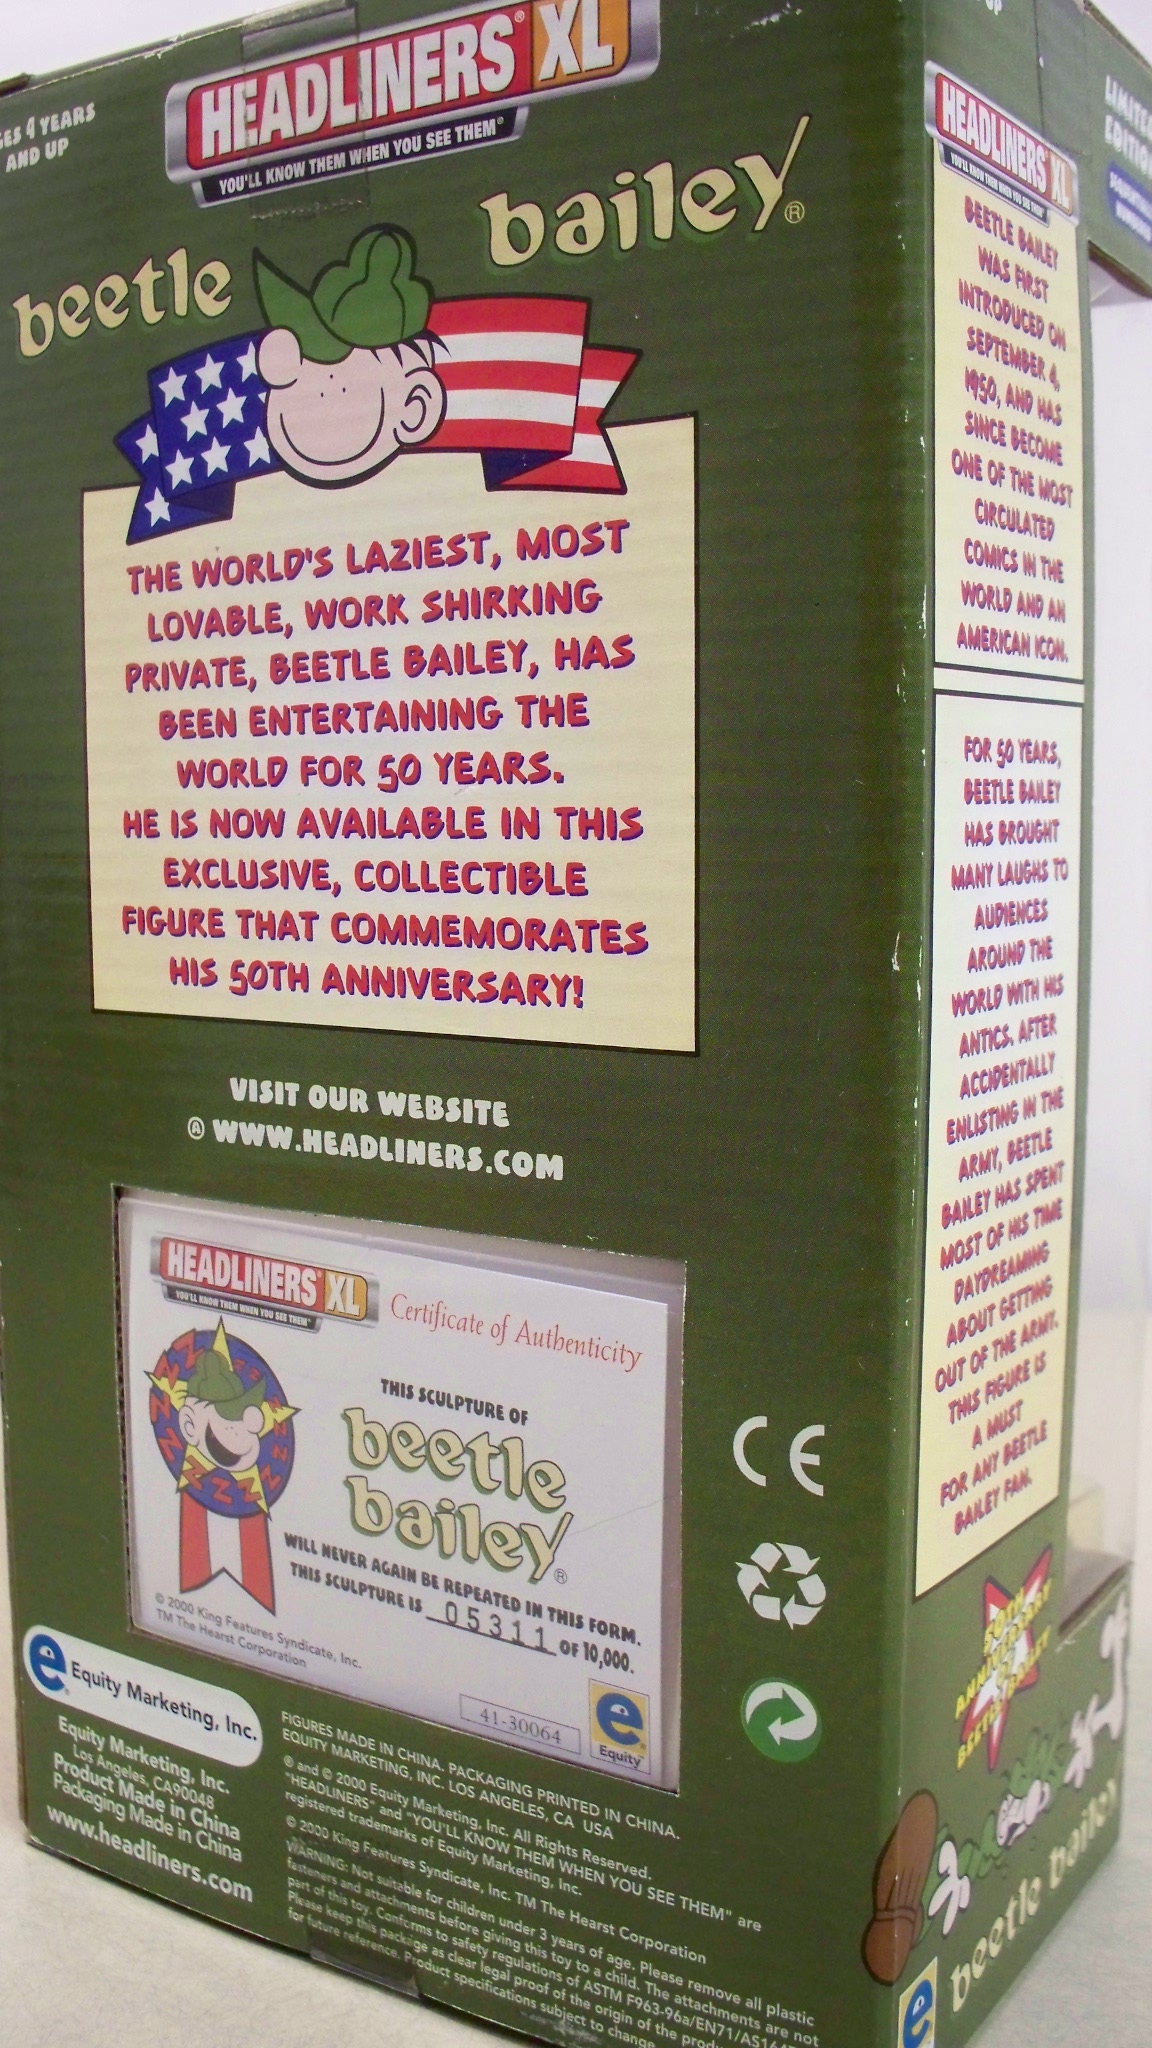 AND UP
4 YEARS
HEADLINERS® XL
YOU'LL KNOW THEM WHEN YOU SEE THEM®
beetle bailey®
THE WORLD'S LAZIEST, MOST
LOVABLE, WORK SHIRKING
PRIVATE, BEETLE BAILEY, HAS
BEEN ENTERTAINING THE
WORLD FOR 50 YEARS.
HE IS NOW AVAILABLE IN THIS
EXCLUSIVE, COLLECTIBLE
FIGURE THAT COMMEMORATES
HIS 50TH ANNIVERSARY!
VISIT OUR WEBSITE
@ WWW.HEADLINERS.COM
HEADLINERS® XL
YOU'LL KNOW THEM WHEN YOU SEE THEM™
Certificate of Authenticity
THIS SCULPTURE OF
beetle
bailey®
WILL NEVER AGAIN BE REPEATED IN THIS FORM.
THIS SCULPTURE IS 05311 OF 10,000.
© 2000 King Features Syndicate, Inc.
TM The Hearst Corporation
41-30064
e
Equity™
CE
e® Equity Marketing, Inc.
Equity Marketing, Inc.
Los Angeles, CA90048
Product Made in China
Packaging Made in China
www.headliners.com
FIGURES MADE IN CHINA. PACKAGING PRINTED IN CHINA.
EQUITY MARKETING, INC. LOS ANGELES, CA USA
® and © 2000 Equity Marketing, Inc. All Rights Reserved.
"HEADLINERS" and "YOU'LL KNOW THEM WHEN YOU SEE THEM" are
registered trademarks of Equity Marketing, Inc.
© 2000 King Features Syndicate, Inc. TM The Hearst Corporation
WARNING: Not suitable for children under 3 years of age. Please remove all plastic
fasteners and attachments before giving this toy to a child. The attachments are not
part of this toy. Conforms to safety regulations of ASTM F963-96a/EN71/
Please keep this package as clear legal proof of the origin of the
for future reference. Product specifications subject to change
HEADLINERS® XL
YOU'LL KNOW THEM WHEN YOU SEE THEM™
BEETLE BAILEY
WAS FIRST
INTRODUCED ON
SEPTEMBER 4,
1950, AND HAS
SINCE BECOME
ONE OF THE MOST
CIRCULATED
COMICS IN THE
WORLD AND AN
AMERICAN ICON.
FOR 50 YEARS,
BEETLE BAILEY
HAS BROUGHT
MANY LAUGHS TO
AUDIENCES
AROUND THE
WORLD WITH HIS
ANTICS. AFTER
ACCIDENTALLY
ENLISTING IN THE
ARMY, BEETLE
BAILEY HAS SPENT
MOST OF HIS TIME
DAYDREAMING
ABOUT GETTING
OUT OF THE ARMY.
THIS FIGURE IS
A MUST
FOR ANY BEETLE
BAILEY FAN.
50TH
ANNIVERSARY
OF
BEETLE BAILEY
beetle bailey
e